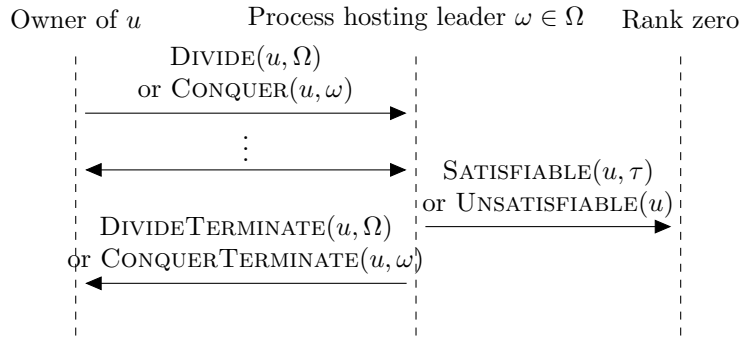 Owner of u
Process hosting leader ω ∈ Ω
Rank zero
DIVIDE(u, Ω)
or CONQUER(u, ω)
⋮
SATISFIABLE(u, τ)
or UNSATISFIABLE(u)
DIVIDETERMINATE(u, Ω)
or CONQUERTERMINATE(u, ω)